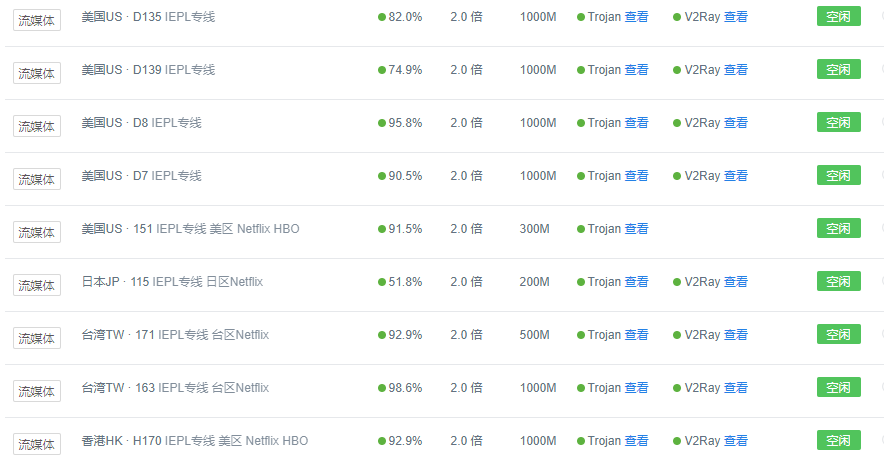 流媒体 美国US · D135 IEPL专线 82.0% 2.0 倍 1000M Trojan 查看 V2Ray 查看 空闲
流媒体 美国US · D139 IEPL专线 74.9% 2.0 倍 1000M Trojan 查看 V2Ray 查看 空闲
流媒体 美国US · D8 IEPL专线 95.8% 2.0 倍 1000M Trojan 查看 V2Ray 查看 空闲
流媒体 美国US · D7 IEPL专线 90.5% 2.0 倍 1000M Trojan 查看 V2Ray 查看 空闲
流媒体 美国US · 151 IEPL专线 美区 Netflix HBO 91.5% 2.0 倍 300M Trojan 查看 空闲
流媒体 日本JP · 115 IEPL专线 日区Netflix 51.8% 2.0 倍 200M Trojan 查看 V2Ray 查看 空闲
流媒体 台湾TW · 171 IEPL专线 台区Netflix 92.9% 2.0 倍 500M Trojan 查看 V2Ray 查看 空闲
流媒体 台湾TW · 163 IEPL专线 台区Netflix 98.6% 2.0 倍 1000M Trojan 查看 V2Ray 查看 空闲
流媒体 香港HK · H170 IEPL专线 美区 Netflix HBO 92.9% 2.0 倍 1000M Trojan 查看 V2Ray 查看 空闲